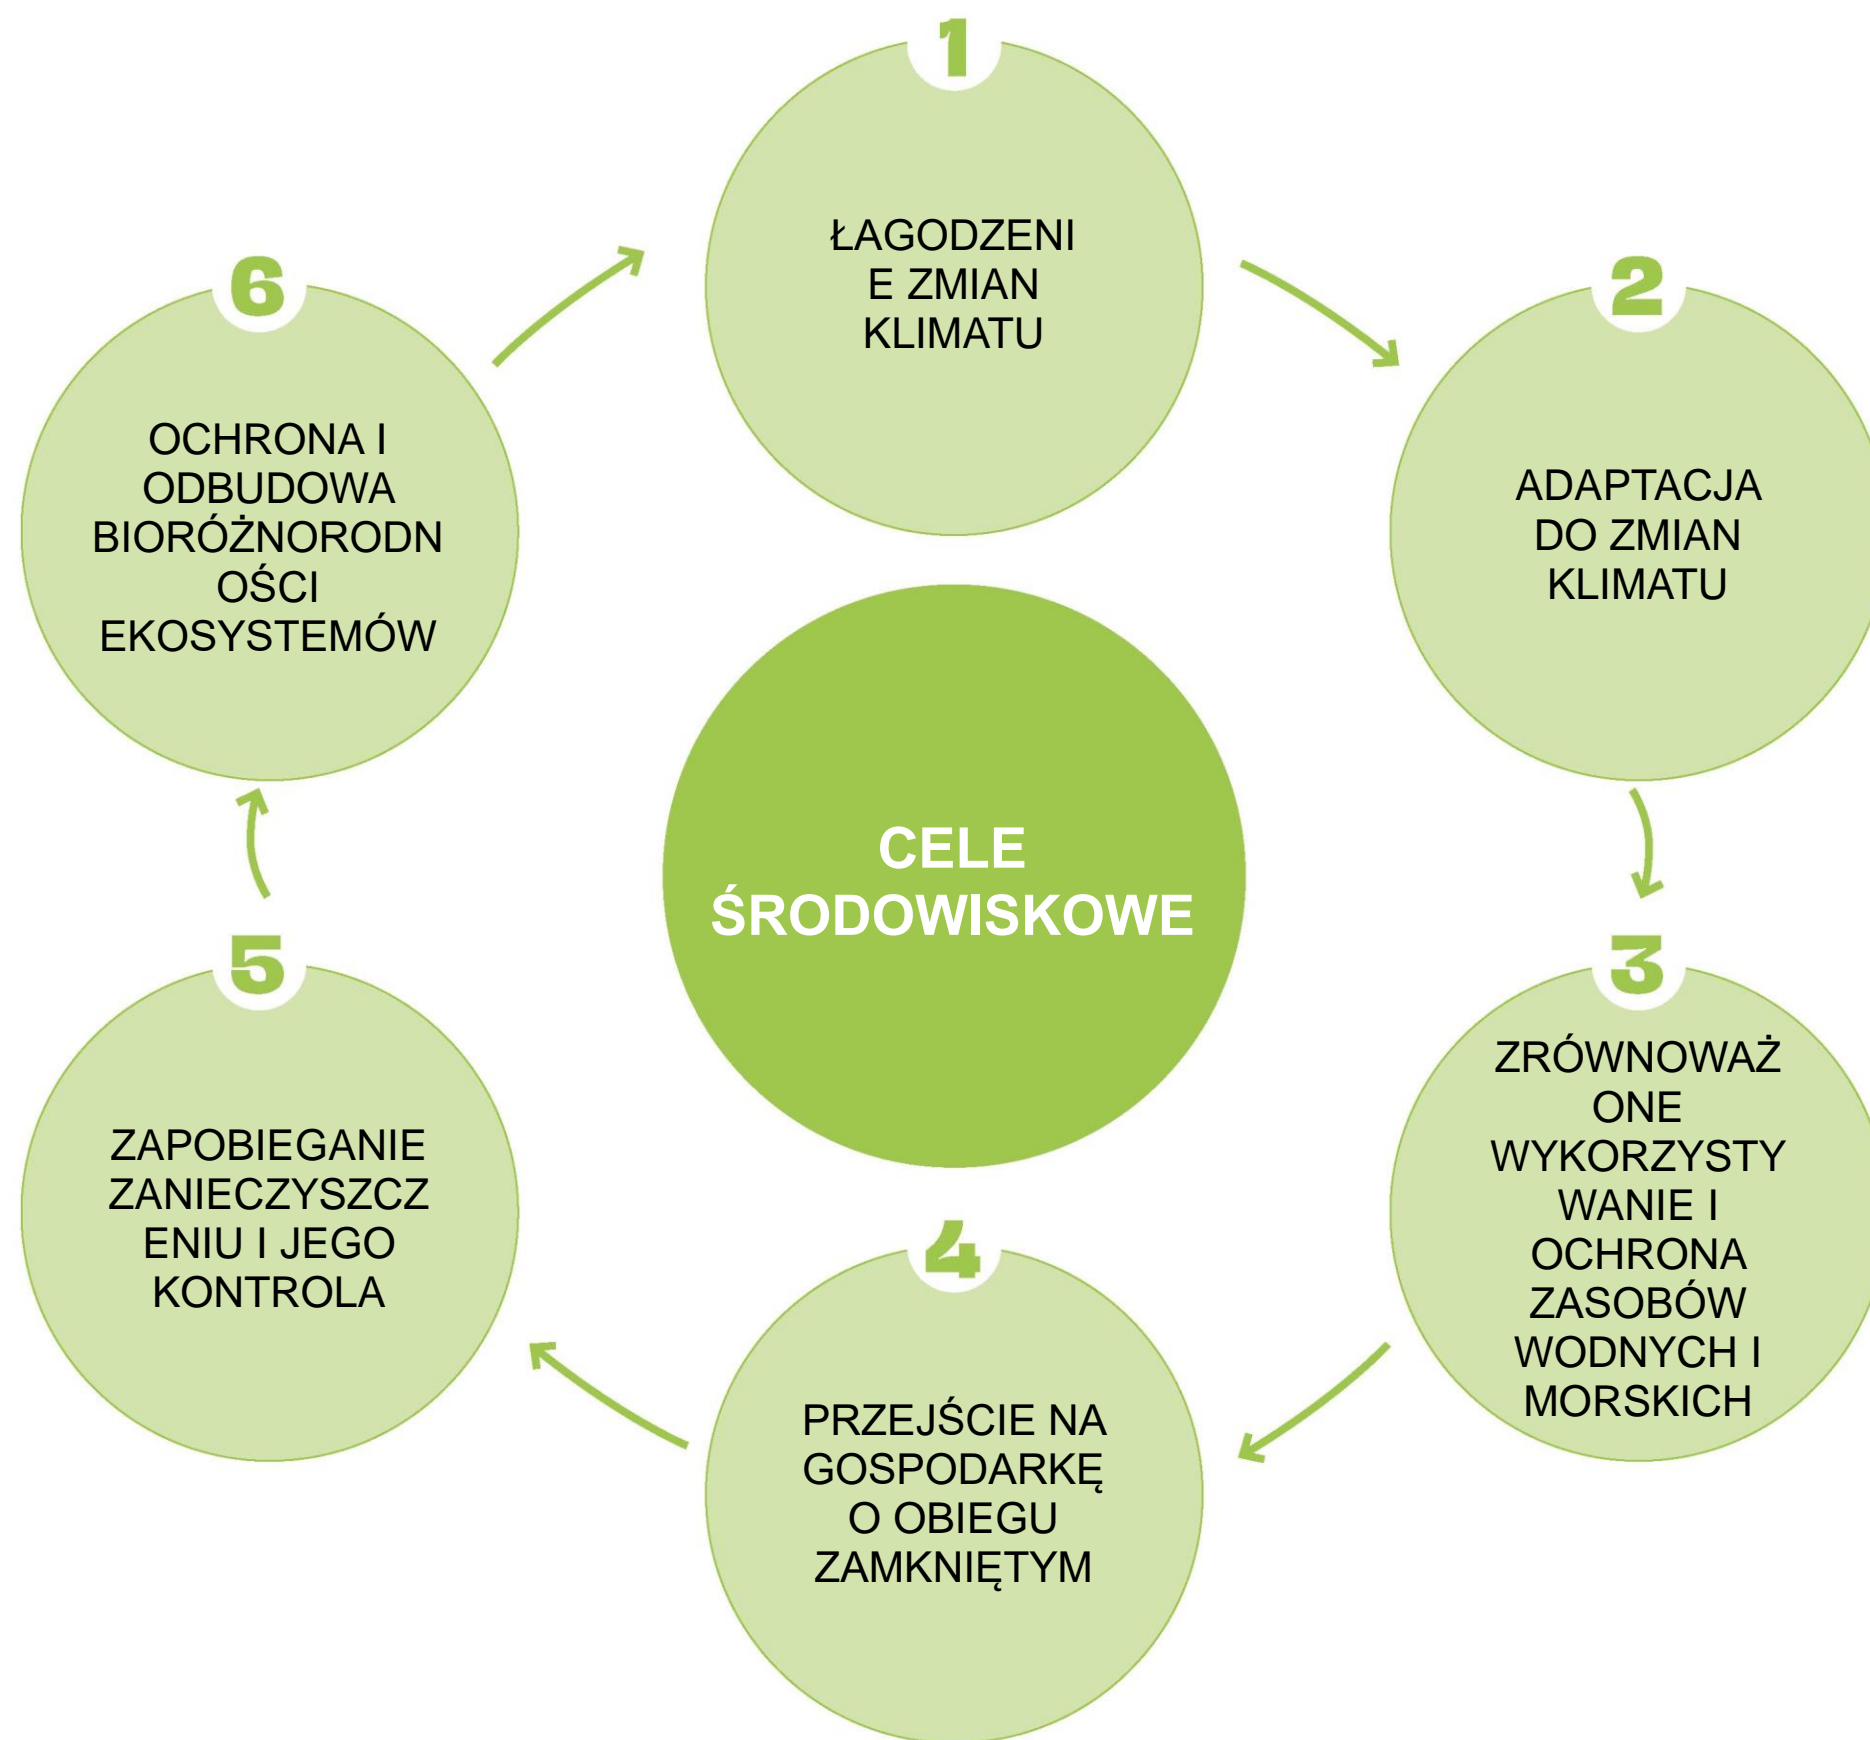 1
ŁAGODZENI
E ZMIAN
KLIMATU
2
ADAPTACJA
DO ZMIAN
KLIMATU
3
ZRÓWNOWAŻ
ONE
WYKORZYSTY
WANIE I
OCHRONA
ZASOBÓW
WODNYCH I
MORSKICH
4
PRZEJŚCIE NA
GOSPODARKĘ
O OBIEGU
ZAMKNIĘTYM
5
ZAPOBIEGANIE
ZANIECZYSZCZ
ENIU I JEGO
KONTROLA
6
OCHRONA I
ODBUDOWA
BIORÓŻNORODN
OŚCI
EKOSYSTEMÓW
CELE
ŚRODOWISKOWE